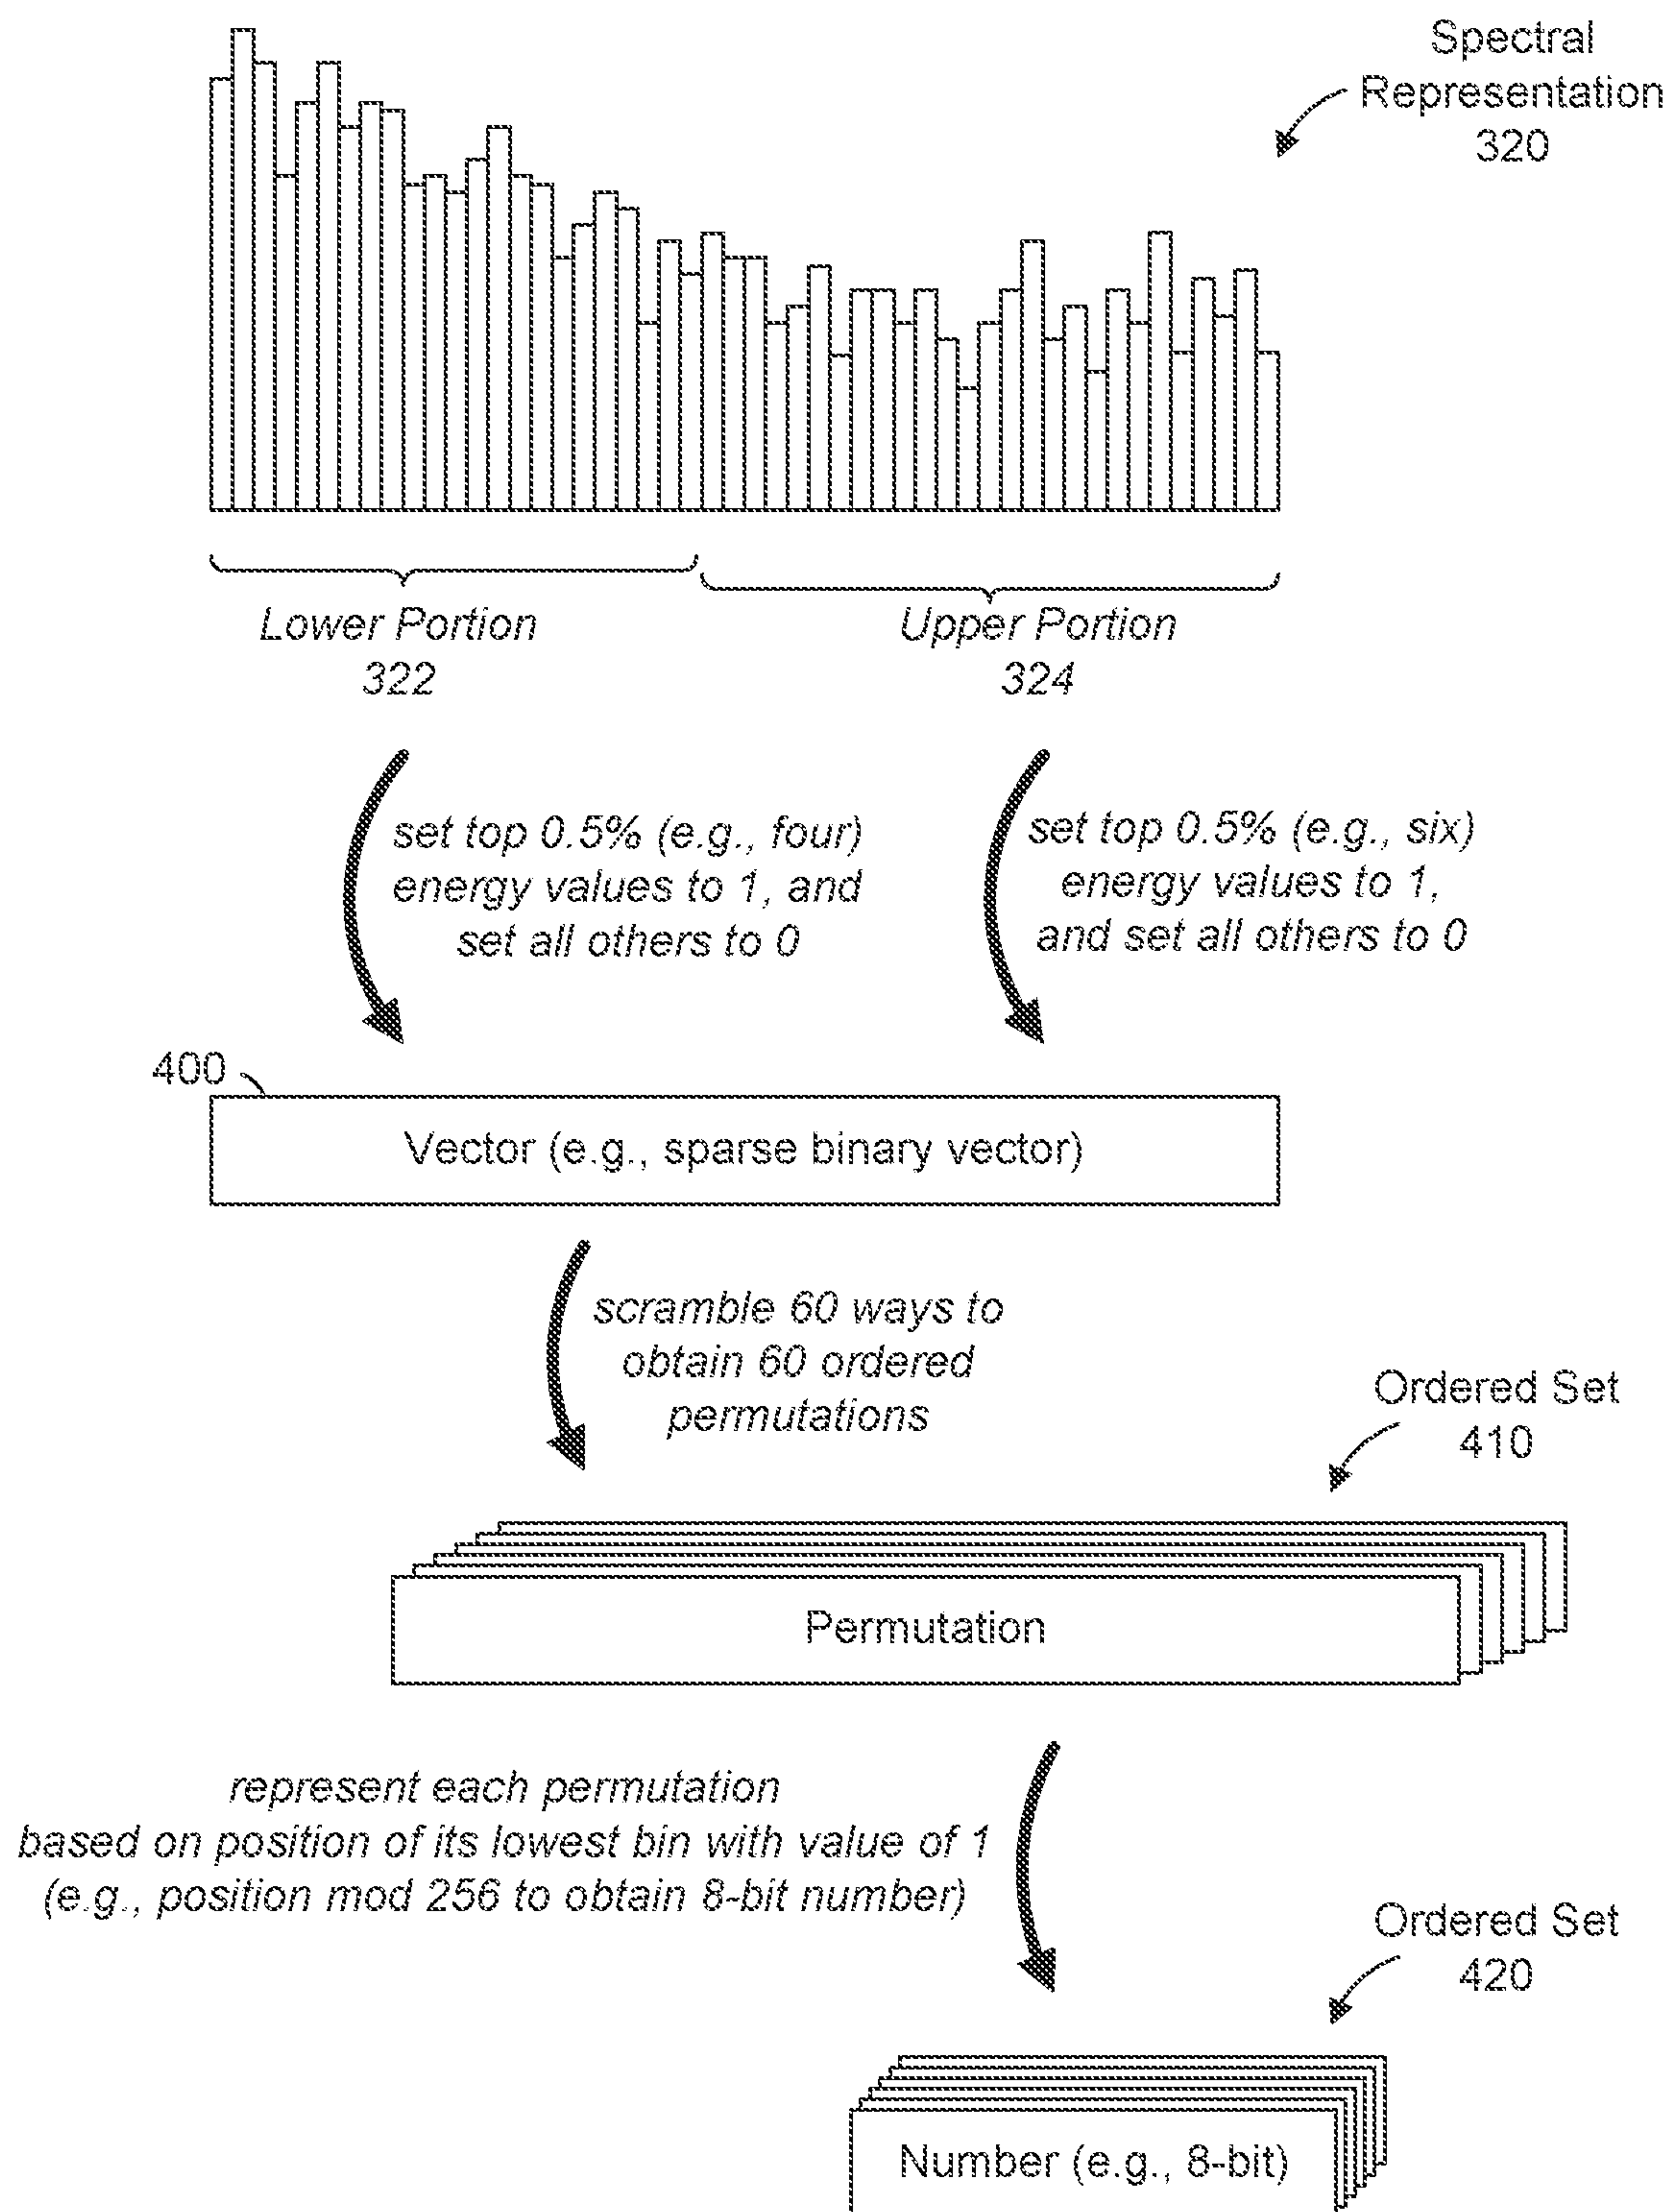 Spectral
Representation
320
Lower Portion
322
Upper Portion
324
set top 0.5% (e.g., four)
energy values to 1, and
set all others to 0
set top 0.5% (e.g., six)
energy values to 1,
and set all others to 0
400
Vector (e.g., sparse binary vector)
scramble 60 ways to
obtain 60 ordered
permutations
Ordered Set
410
Permutation
represent each permutation
based on position of its lowest bin with value of 1
(e.g., position mod 256 to obtain 8-bit number)
Ordered Set
420
Number (e.g., 8-bit)